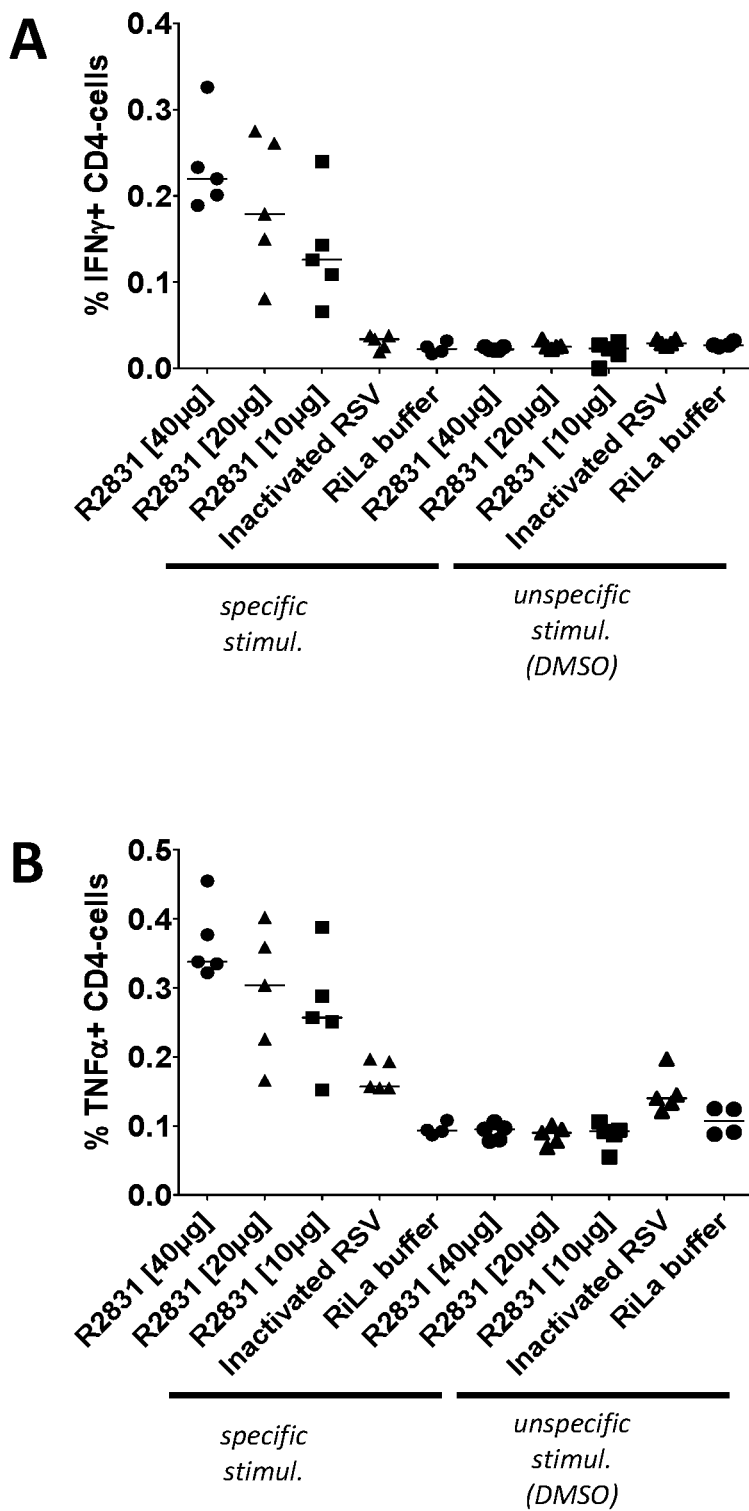 A
% IFNγ+ CD4-cells
0.4
0.3
0.2
0.1
0.0
R2831 [40µg]
R2831 [20µg]
R2831 [10µg]
Inactivated RSV
RiLa buffer
R2831 [40µg]
R2831 [20µg]
R2831 [10µg]
Inactivated RSV
RiLa buffer
specific
stimul.
unspecific
stimul.
(DMSO)
B
% TNFα+ CD4-cells
0.5
0.4
0.3
0.2
0.1
0.0
R2831 [40µg]
R2831 [20µg]
R2831 [10µg]
Inactivated RSV
RiLa buffer
R2831 [40µg]
R2831 [20µg]
R2831 [10µg]
Inactivated RSV
RiLa buffer
specific
stimul.
unspecific
stimul.
(DMSO)